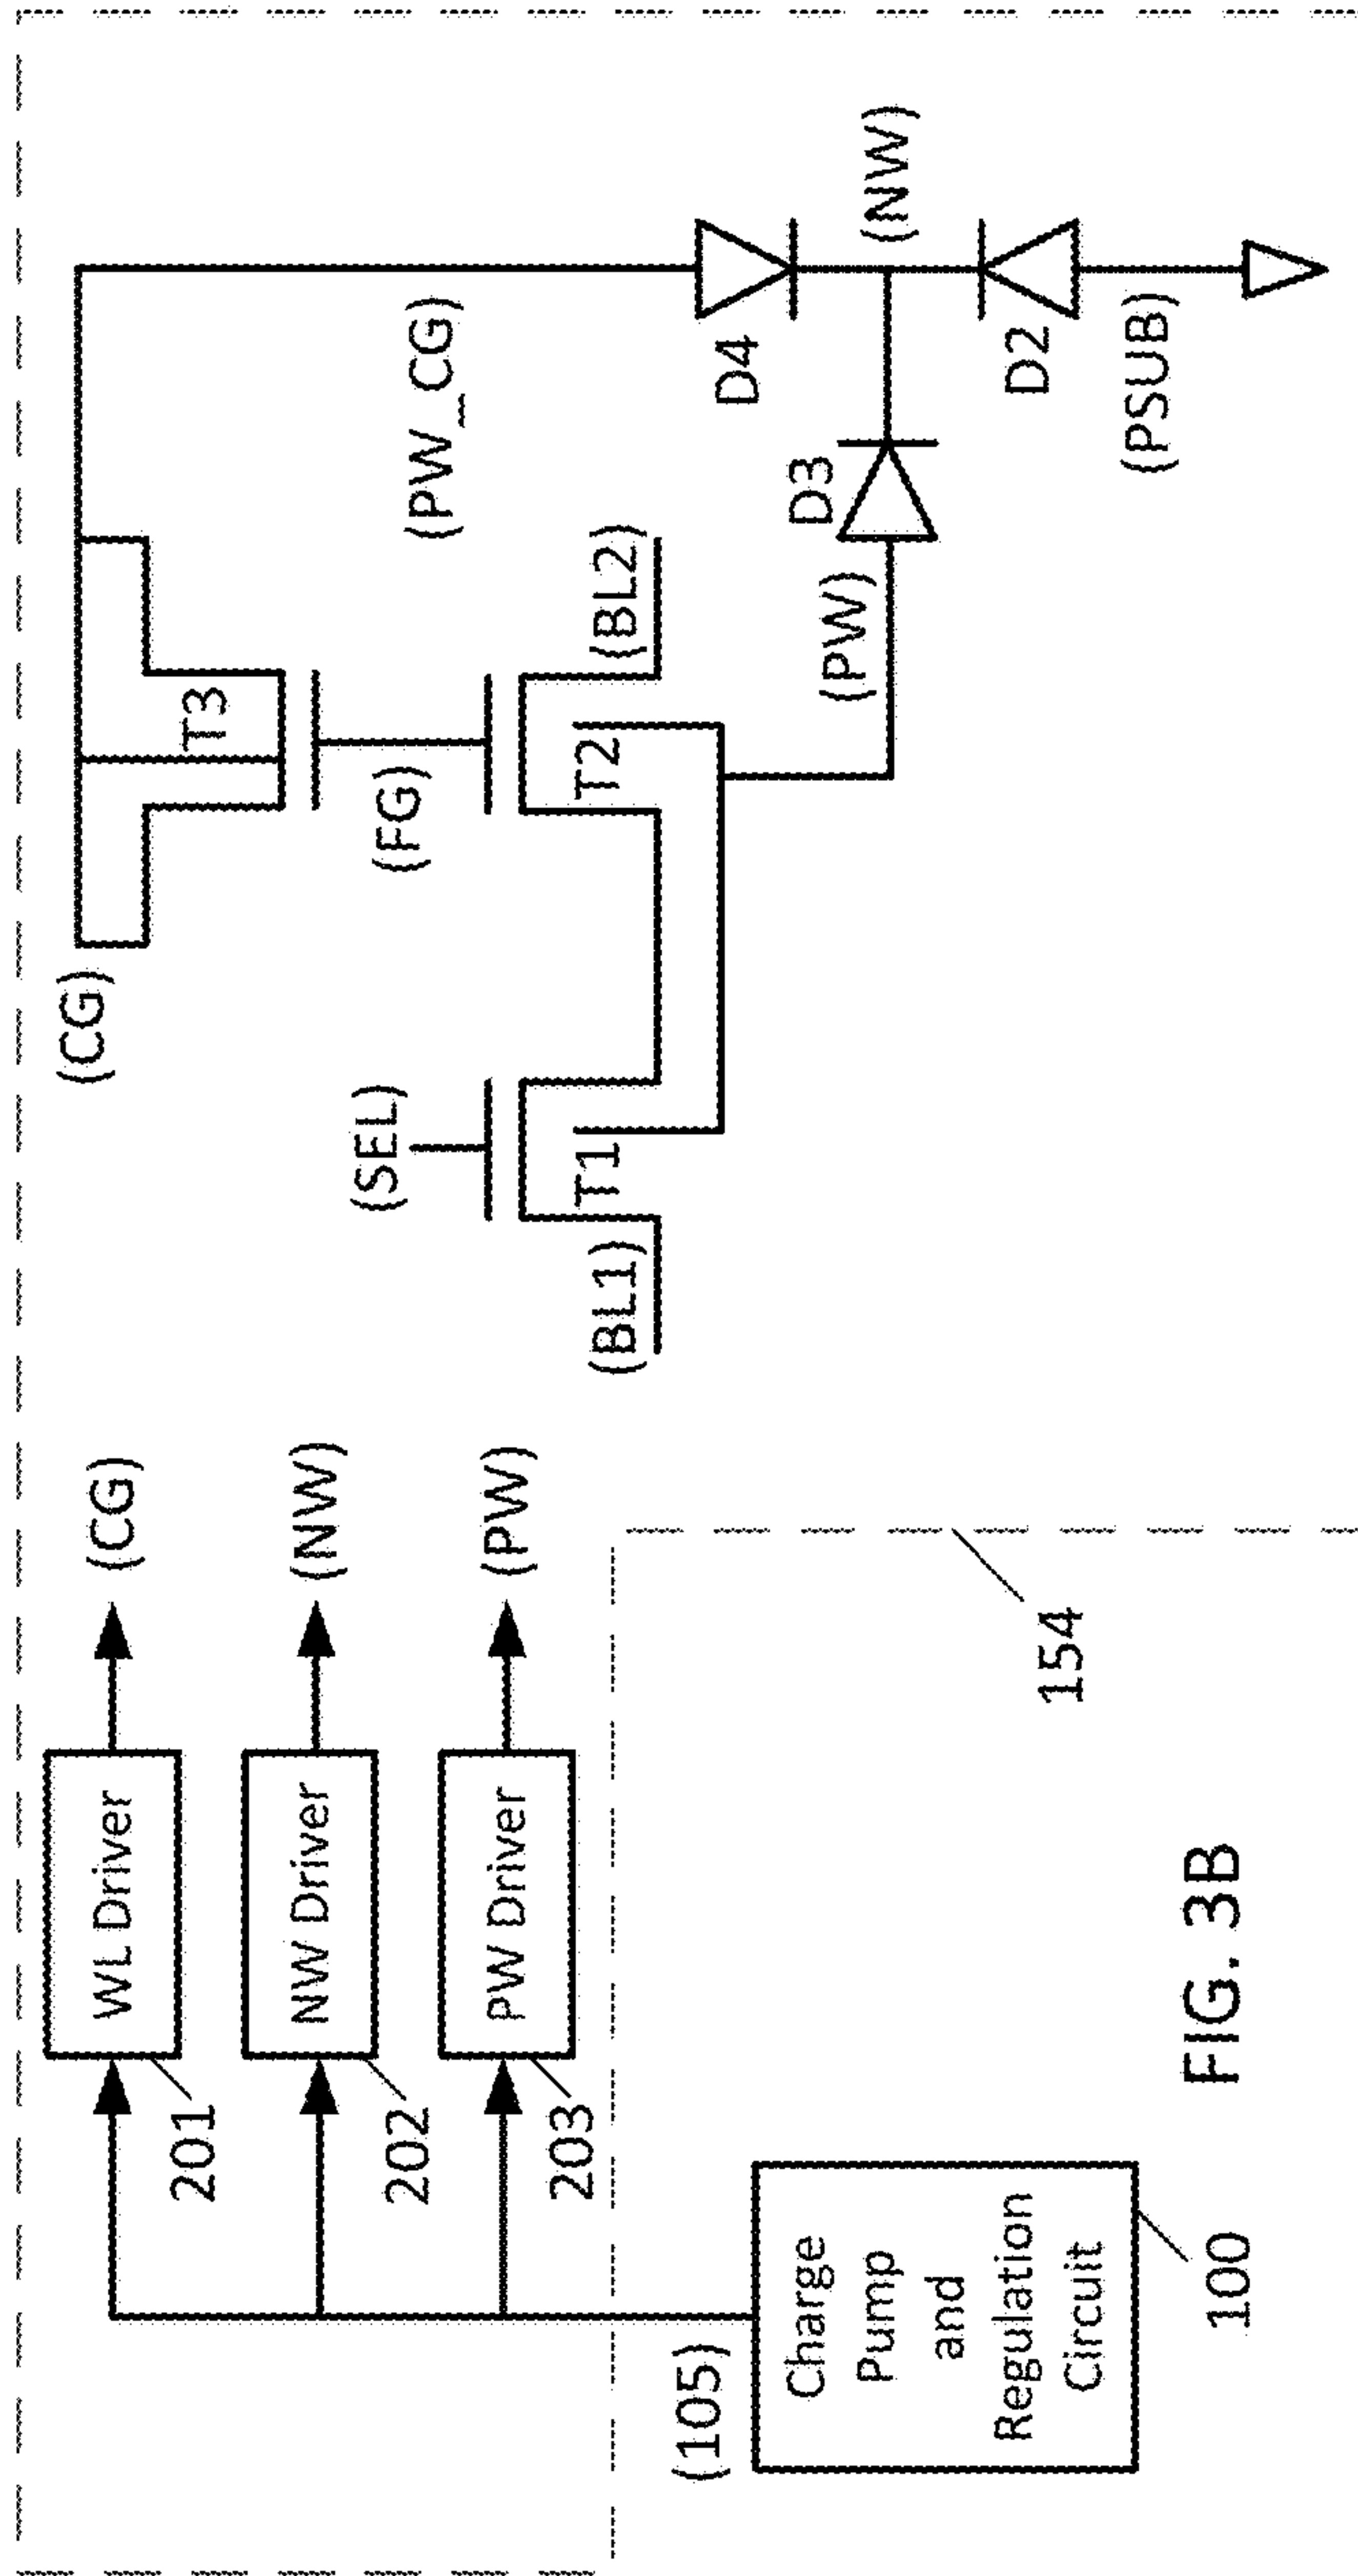 WL Driver
(CG)
201
NW Driver
(NW)
202
PW Driver
(PW)
203
(105)
Charge
Pump
and
Regulation
Circuit
100
154
(CG)
T3
(SEL)
(FG)
(PW_CG)
(BL1)
T1
T2
(BL2)
D4
(PW)
D3
(NW)
D2
(PSUB)
FIG. 3B